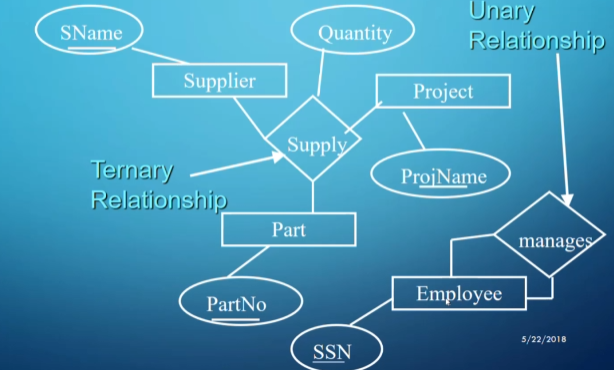 SName
Quantity
Unary
Relationship
Supplier
Project
Supply
Ternary
Relationship
ProjName
Part
manages
PartNo
Employee
SSN
5/22/2018